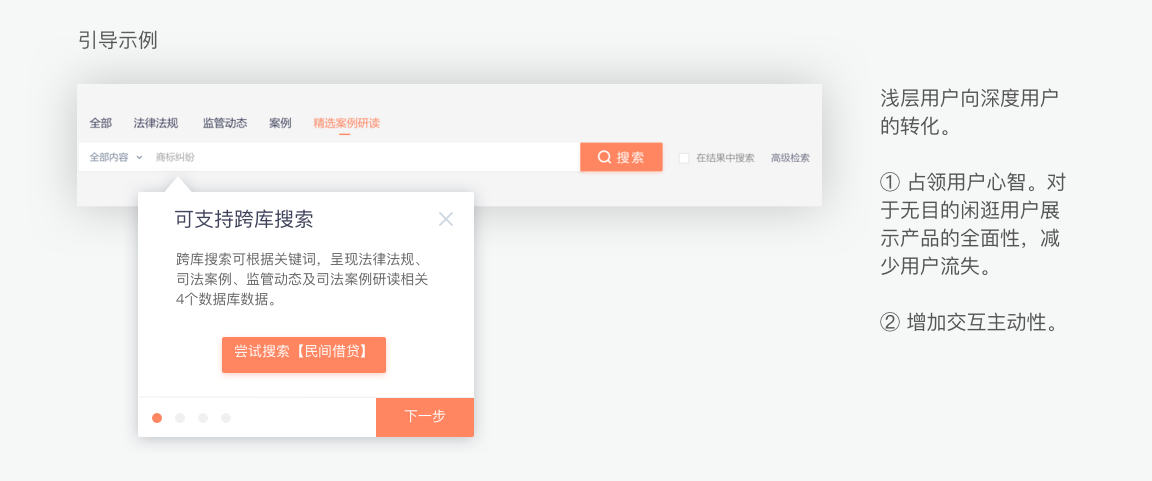 引导示例
全部 法律法规 监管动态 案例 精选案例研读
全部内容 商标纠纷 搜索 在结果中搜索 高级检索
可支持跨库搜索
跨库搜索可根据关键词，呈现法律法规、
司法案例、监管动态及司法案例研读相关
4个数据库数据。
尝试搜索【民间借贷】
下一步
浅层用户向深度用户
的转化。
① 占领用户心智。对
于无目的闲逛用户展
示产品的全面性，减
少用户流失。
② 增加交互主动性。